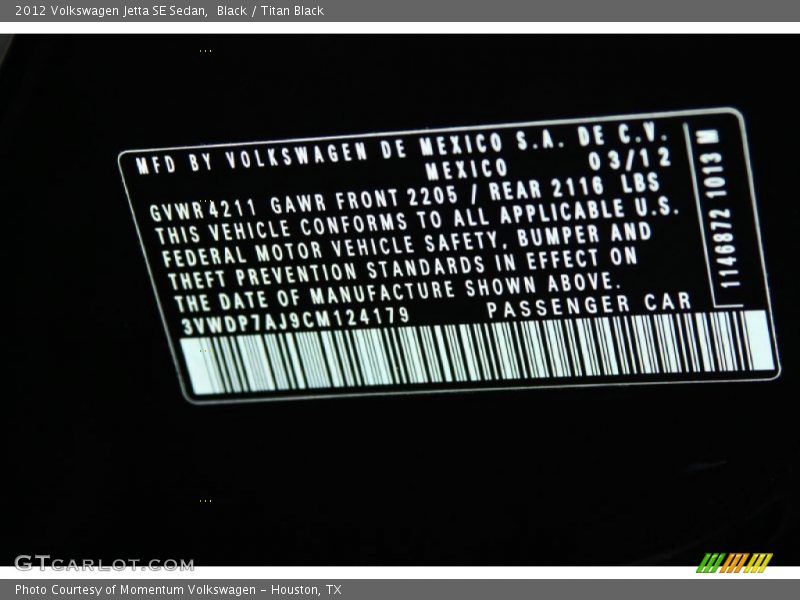 2012 Volkswagen Jetta SE Sedan,  Black / Titan Black
MFD BY VOLKSWAGEN DE MEXICO S.A. DE C.V.
MEXICO 03/12
GVWR 4211 GAWR FRONT 2205 / REAR 2116 LBS
THIS VEHICLE CONFORMS TO ALL APPLICABLE U.S.
FEDERAL MOTOR VEHICLE SAFETY, BUMPER AND
THEFT PREVENTION STANDARDS IN EFFECT ON
THE DATE OF MANUFACTURE SHOWN ABOVE.
3VWDP7AJ9CM124179 PASSENGER CAR
1146872 1013 M
GTCARLOT.COM
Photo Courtesy of Momentum Volkswagen - Houston, TX